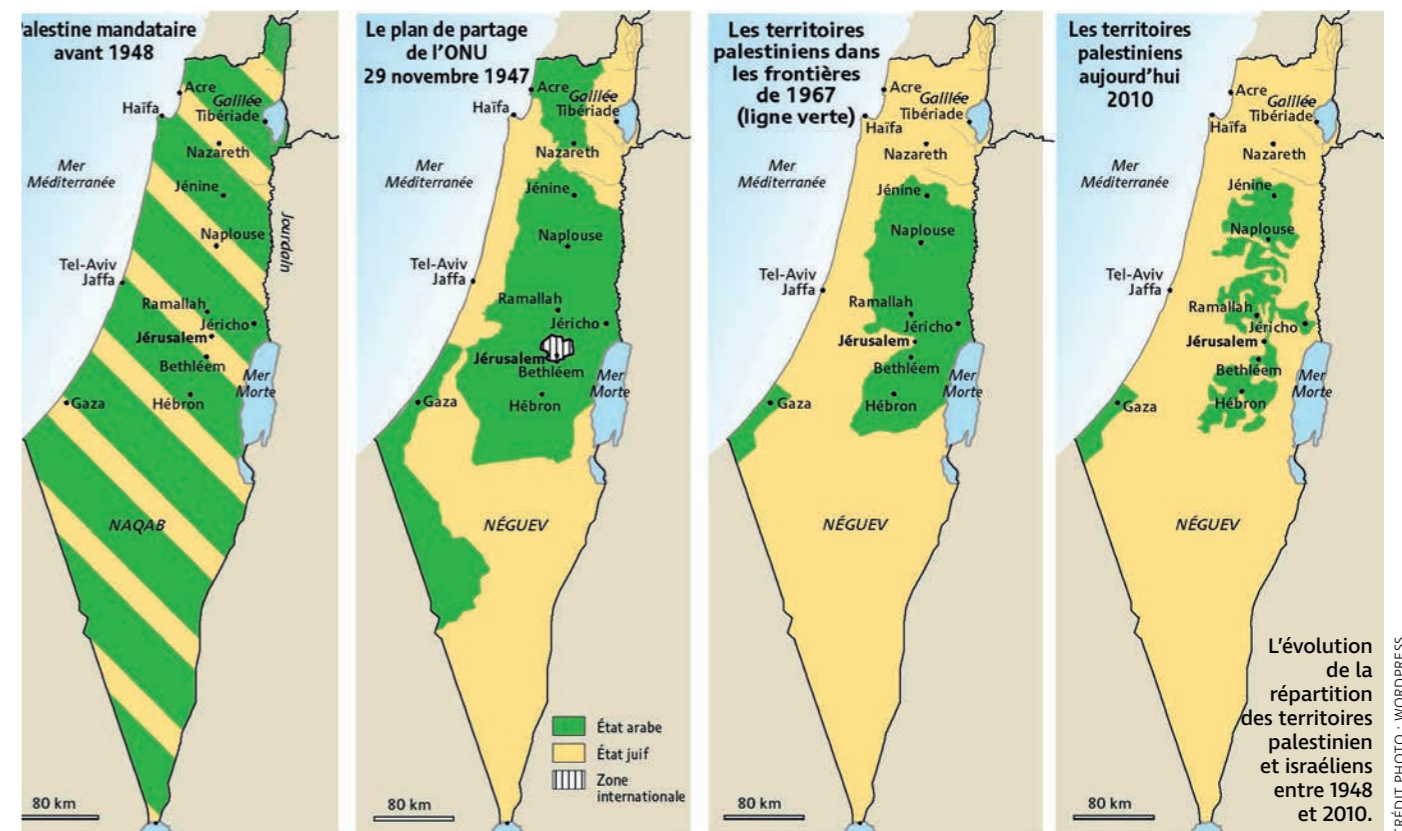 Palestine mandataire
avant 1948
Acre
Haïfa
Galilée
Tibériade
Mer
Méditerranée
Nazareth
Jénine
Naplouse
Jourdain
Tel-Aviv
Jaffa
Ramallah
Jéricho
Jérusalem
Bethléem
Mer
Morte
Gaza
Hébron
NAQAB
80 km
Le plan de partage
de l'ONU
29 novembre 1947
Acre
Haïfa
Galilée
Tibériade
Mer
Méditerranée
Nazareth
Jénine
Naplouse
Tel-Aviv
Jaffa
Ramallah
Jéricho
Jérusalem
Bethléem
Mer
Morte
Gaza
Hébron
NÉGUEV
État arabe
État juif
Zone
internationale
80 km
Les territoires
palestiniens dans
les frontières
de 1967
(ligne verte)
Acre
Haïfa
Galilée
Tibériade
Mer
Méditerranée
Nazareth
Jénine
Naplouse
Tel-Aviv
Jaffa
Ramallah
Jéricho
Jérusalem
Bethléem
Mer
Morte
Gaza
Hébron
NÉGUEV
80 km
Les territoires
palestiniens
aujourd'hui
2010
Acre
Haïfa
Galilée
Tibériade
Mer
Méditerranée
Nazareth
Jénine
Naplouse
Tel-Aviv
Jaffa
Ramallah
Jéricho
Jérusalem
Bethléem
Mer
Morte
Gaza
Hébron
NÉGUEV
80 km
L'évolution
de la
répartition
des territoires
palestinien
et israéliens
entre 1948
et 2010.
CRÉDIT PHOTO : WORDPRESS